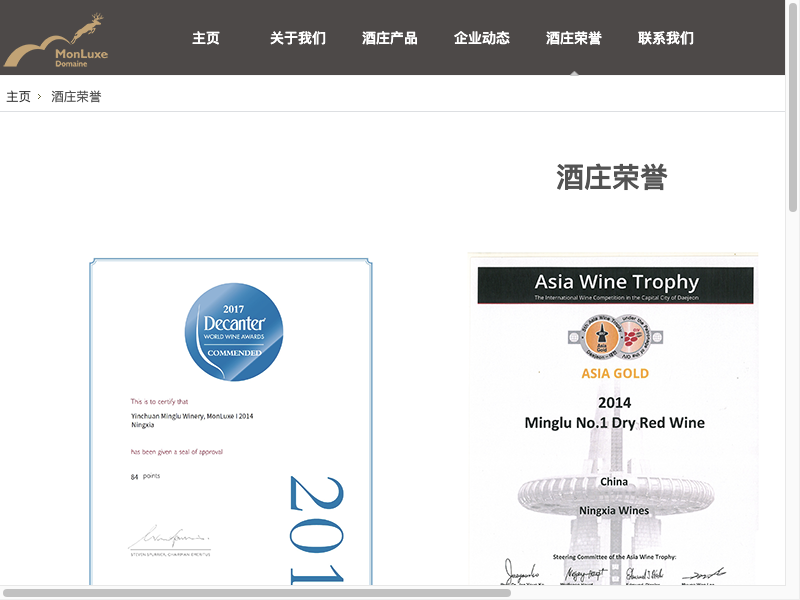 MonLuxe
Domaine
主页 关于我们 酒庄产品 企业动态 酒庄荣誉 联系我们
主页 › 酒庄荣誉
酒庄荣誉
2017
Decanter
WORLD WINE AWARDS
COMMENDED
This is to certify that
Yinchuan Minglu Winery, MonLuxe I 2014
Ningxia
has been given a seal of approval
84 points
STEVEN SPURRIER, CHAIRMAN EMERITUS
201
Asia Wine Trophy
The International Wine Competition in the Capital City of Daejeon
Asia
Gold
ASIA GOLD
2014
Minglu No.1 Dry Red Wine
China
Ningxia Wines
Steering Committee of the Asia Wine Trophy: